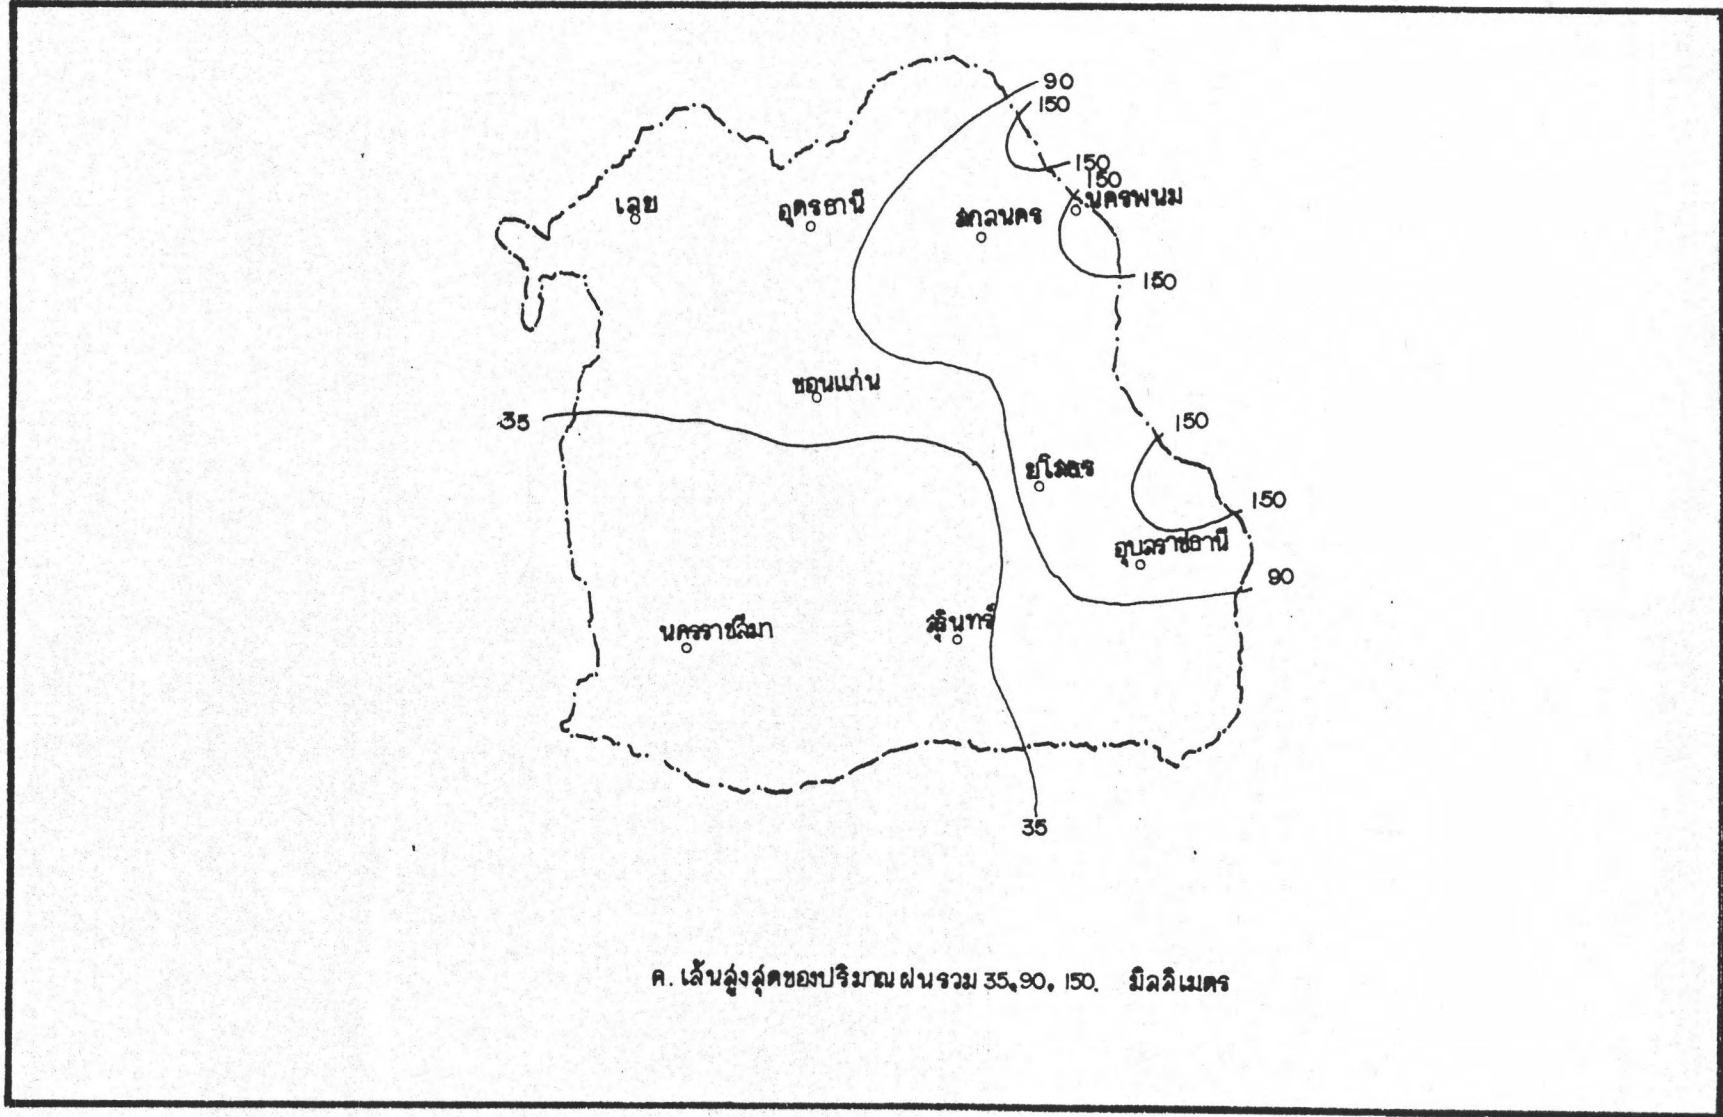 90
150
150
150
เลย
อุดรธานี
สกลนคร
นครพนม
150
ขอนแก่น
35
150
ยโสธร
150
อุบลราชธานี
90
นครราชสีมา
สุรินทร์
35
ค. เส้นสูงสุดของปริมาณฝนรวม 35,90, 150. มิลลิเมตร